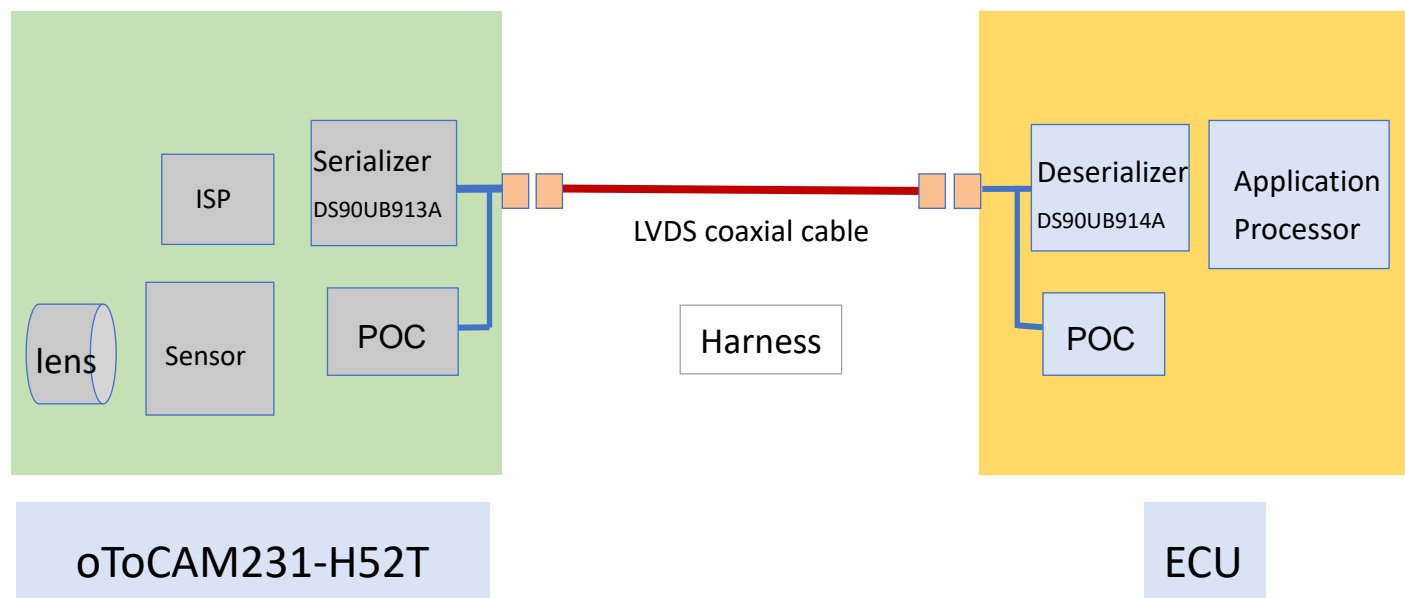 Serializer
DS90UB913A
ISP
POC
lens
Sensor
LVDS coaxial cable
Harness
Deserializer
DS90UB914A
Application
Processor
POC
oToCAM231-H52T
ECU